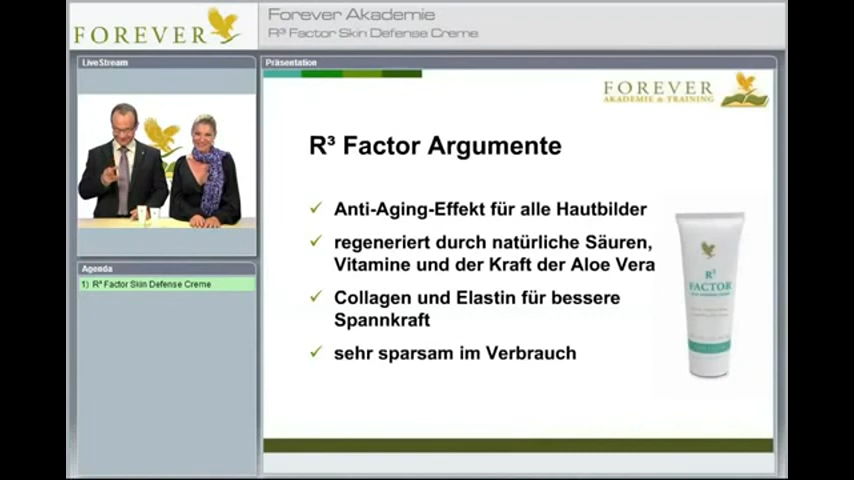 FOREVER
Forever Akademie
R³ Factor Skin Defense Creme
LiveStream
Präsentation
FOREVER
AKADEMIE & TRAINING
R³ Factor Argumente
Anti-Aging-Effekt für alle Hautbilder
regeneriert durch natürliche Säuren,
Vitamine und der Kraft der Aloe Vera
Collagen und Elastin für bessere
Spannkraft
sehr sparsam im Verbrauch
R³
FACTOR
Agenda
1) R³ Factor Skin Defense Creme